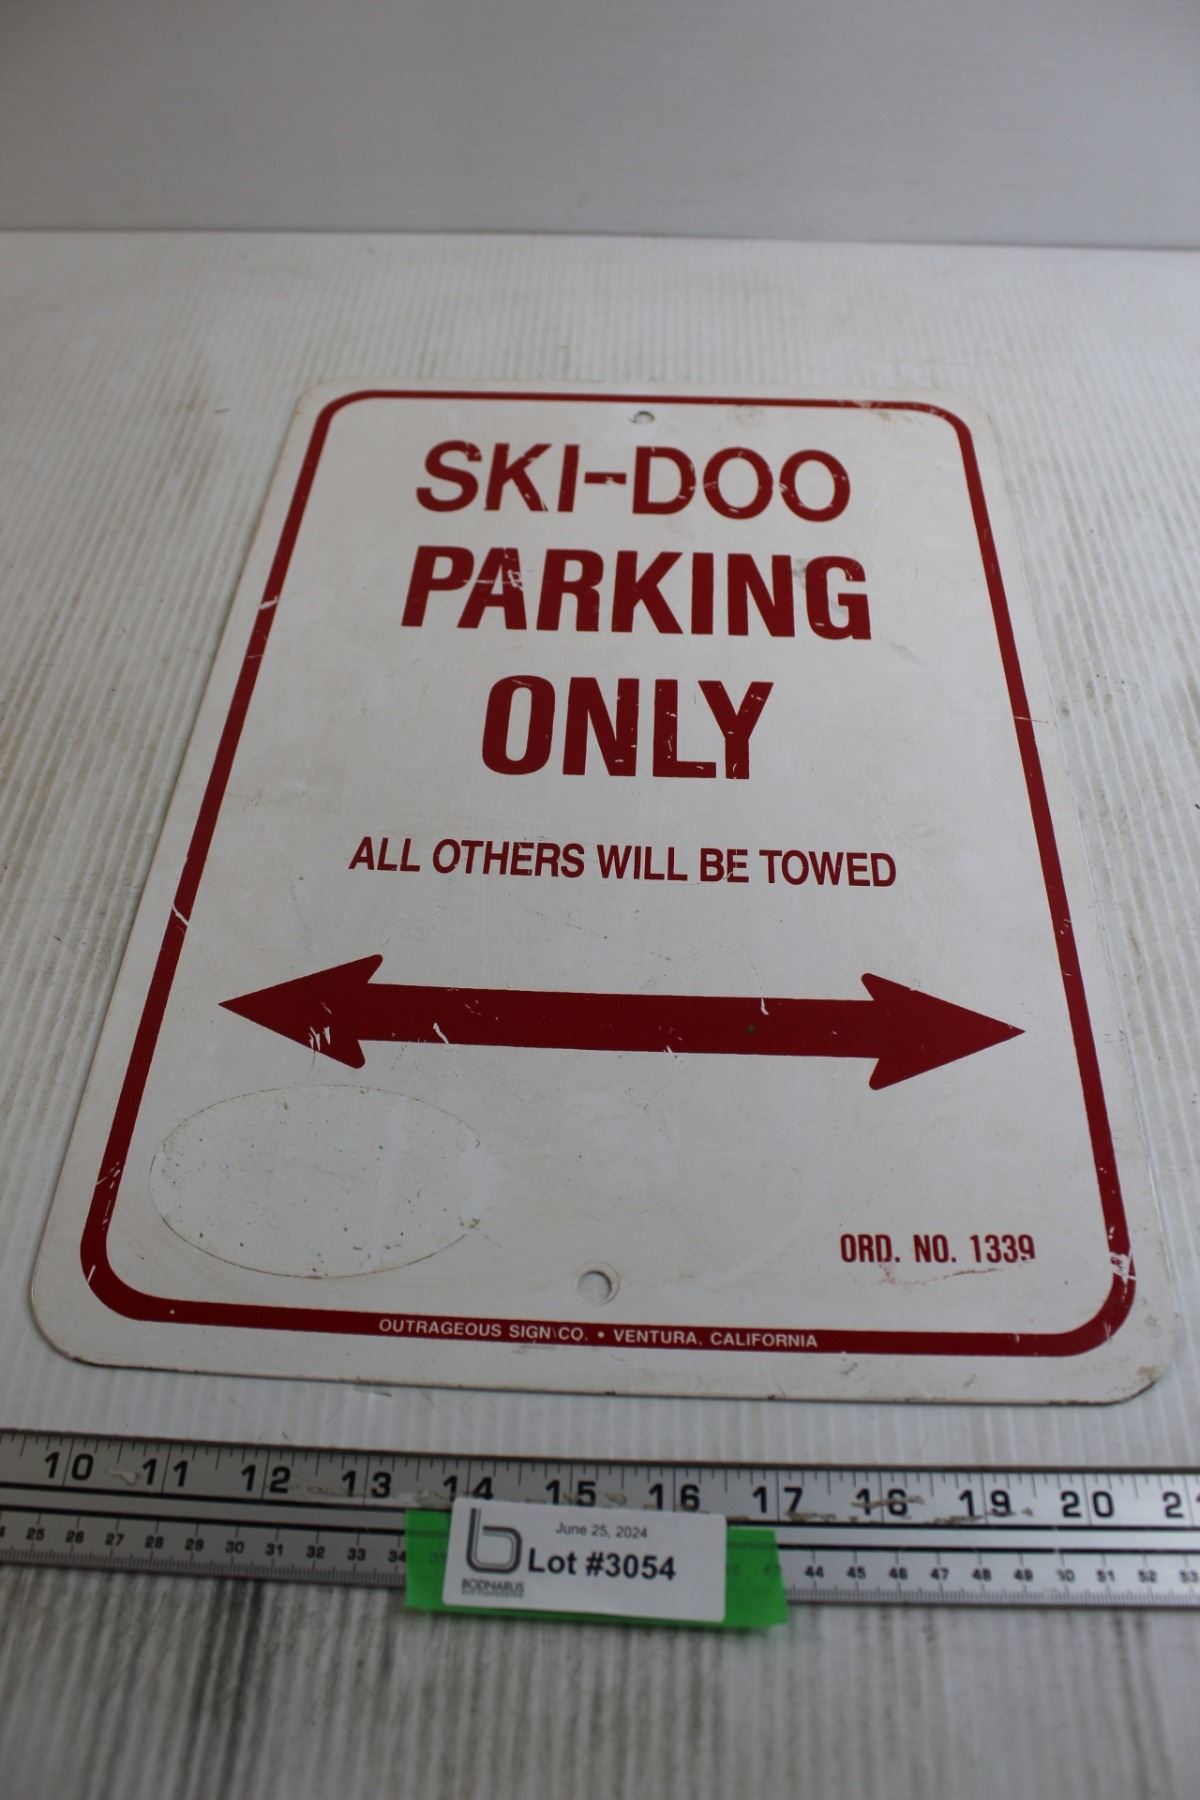 SKI-DOO
PARKING
ONLY
ALL OTHERS WILL BE TOWED
ORD. NO. 1339
OUTRAGEOUS SIGN CO. • VENTURA, CALIFORNIA
10 11 12 13 14 15 16 17 18 19 20 2
25 26 27 28 29 30 31 32 33 34 44 45 46 47 48 49 50 51 52 53
June 25, 2024
Lot #3054
BODNARUS